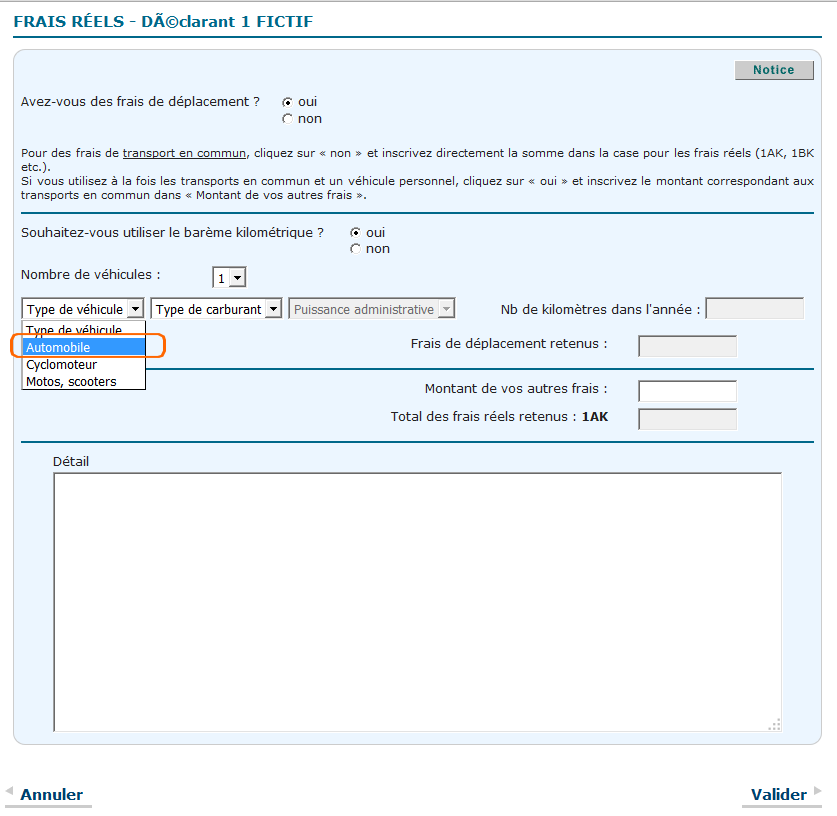 FRAIS RÉELS - DÃ©clarant 1 FICTIF
Notice
Avez-vous des frais de déplacement ? oui
non
Pour des frais de transport en commun, cliquez sur « non » et inscrivez directement la somme dans la case pour les frais réels (1AK, 1BK
etc.).
Si vous utilisez à la fois les transports en commun et un véhicule personnel, cliquez sur « oui » et inscrivez le montant correspondant aux
transports en commun dans « Montant de vos autres frais ».
Souhaitez-vous utiliser le barème kilométrique ? oui
non
Nombre de véhicules : 1
Type de véhicule Type de carburant Puissance administrative Nb de kilomètres dans l'année :
Type de véhicule
Automobile Frais de déplacement retenus :
Cyclomoteur
Motos, scooters Montant de vos autres frais :
Total des frais réels retenus : 1AK
Détail
Annuler Valider